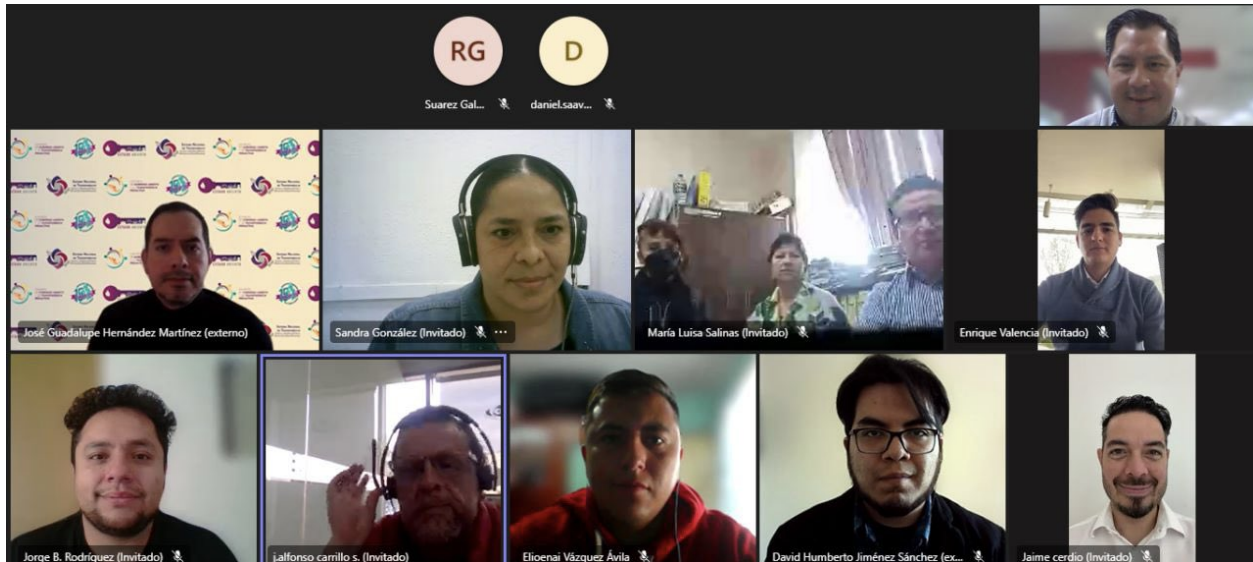 RG
D
Suarez Gal...
daniel.saav...
José Guadalupe Hernández Martínez (externo)
Sandra González (Invitado)
María Luisa Salinas (Invitado)
Enrique Valencia (Invitado)
Jorge B. Rodríguez (Invitado)
j.alfonso carrillo s. (Invitado)
Elioenai Vázquez Ávila
David Humberto Jiménez Sánchez (ex...
Jaime cerdio (Invitado)